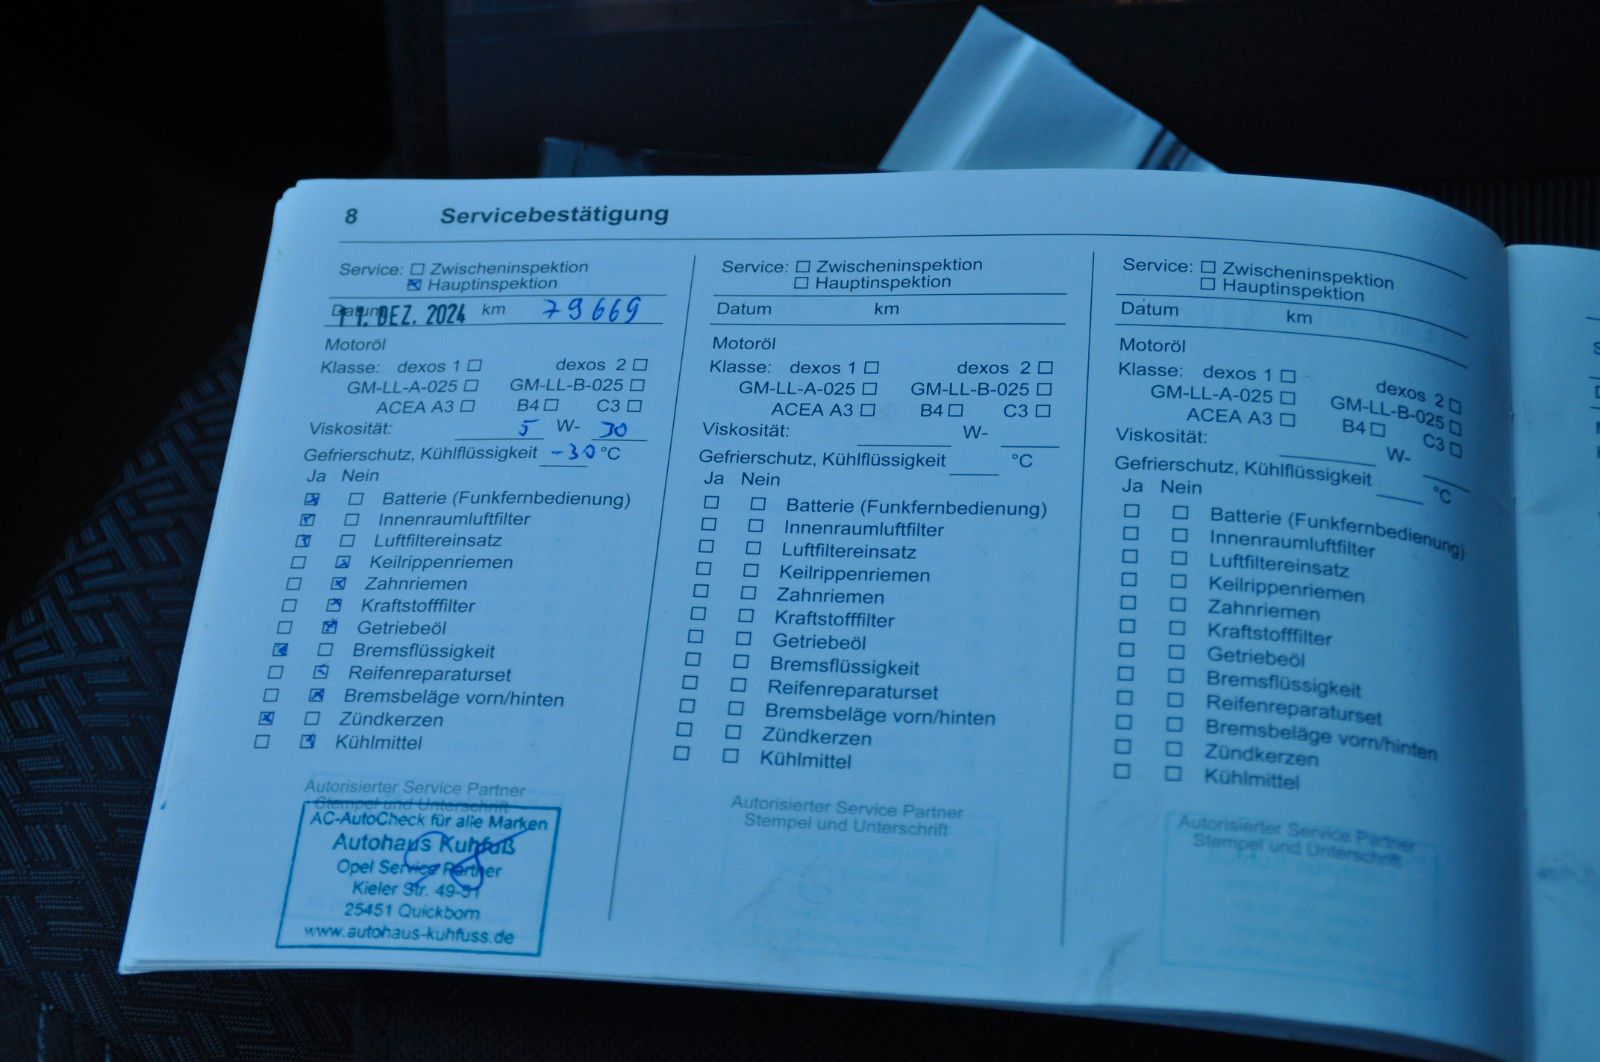 8 Servicebestätigung
Service: ☐ Zwischeninspektion
☒ Hauptinspektion
Datum 11. DEZ. 2024 km 79669
Motoröl
Klasse: dexos 1 ☐ dexos 2 ☐
GM-LL-A-025 ☐ GM-LL-B-025 ☐
ACEA A3 ☐ B4 ☐ C3 ☐
Viskosität: 5 W- 30
Gefrierschutz, Kühlflüssigkeit -30 °C
Ja Nein
☒ ☐ Batterie (Funkfernbedienung)
☒ ☐ Innenraumluftfilter
☒ ☐ Luftfiltereinsatz
☐ ☒ Keilrippenriemen
☐ ☒ Zahnriemen
☐ ☒ Kraftstofffilter
☐ ☒ Getriebeöl
☒ ☐ Bremsflüssigkeit
☐ ☒ Reifenreparaturset
☐ ☒ Bremsbeläge vorn/hinten
☒ ☐ Zündkerzen
☐ ☒ Kühlmittel
Autorisierter Service Partner
Stempel und Unterschrift
AC-AutoCheck für alle Marken
Autohaus Kuhfuß
Opel Service Partner
Kieler Str. 49-51
25451 Quickborn
www.autohaus-kuhfuss.de
Service: ☐ Zwischeninspektion
☐ Hauptinspektion
Datum km
Motoröl
Klasse: dexos 1 ☐ dexos 2 ☐
GM-LL-A-025 ☐ GM-LL-B-025 ☐
ACEA A3 ☐ B4 ☐ C3 ☐
Viskosität: W-
Gefrierschutz, Kühlflüssigkeit °C
Ja Nein
☐ ☐ Batterie (Funkfernbedienung)
☐ ☐ Innenraumluftfilter
☐ ☐ Luftfiltereinsatz
☐ ☐ Keilrippenriemen
☐ ☐ Zahnriemen
☐ ☐ Kraftstofffilter
☐ ☐ Getriebeöl
☐ ☐ Bremsflüssigkeit
☐ ☐ Reifenreparaturset
☐ ☐ Bremsbeläge vorn/hinten
☐ ☐ Zündkerzen
☐ ☐ Kühlmittel
Autorisierter Service Partner
Stempel und Unterschrift
Service: ☐ Zwischeninspektion
☐ Hauptinspektion
Datum km
Motoröl
Klasse: dexos 1 ☐ dexos 2 ☐
GM-LL-A-025 ☐ GM-LL-B-025 ☐
ACEA A3 ☐ B4 ☐ C3 ☐
Viskosität: W-
Gefrierschutz, Kühlflüssigkeit °C
Ja Nein
☐ ☐ Batterie (Funkfernbedienung)
☐ ☐ Innenraumluftfilter
☐ ☐ Luftfiltereinsatz
☐ ☐ Keilrippenriemen
☐ ☐ Zahnriemen
☐ ☐ Kraftstofffilter
☐ ☐ Getriebeöl
☐ ☐ Bremsflüssigkeit
☐ ☐ Reifenreparaturset
☐ ☐ Bremsbeläge vorn/hinten
☐ ☐ Zündkerzen
☐ ☐ Kühlmittel
Autorisierter Service Partner
Stempel und Unterschrift